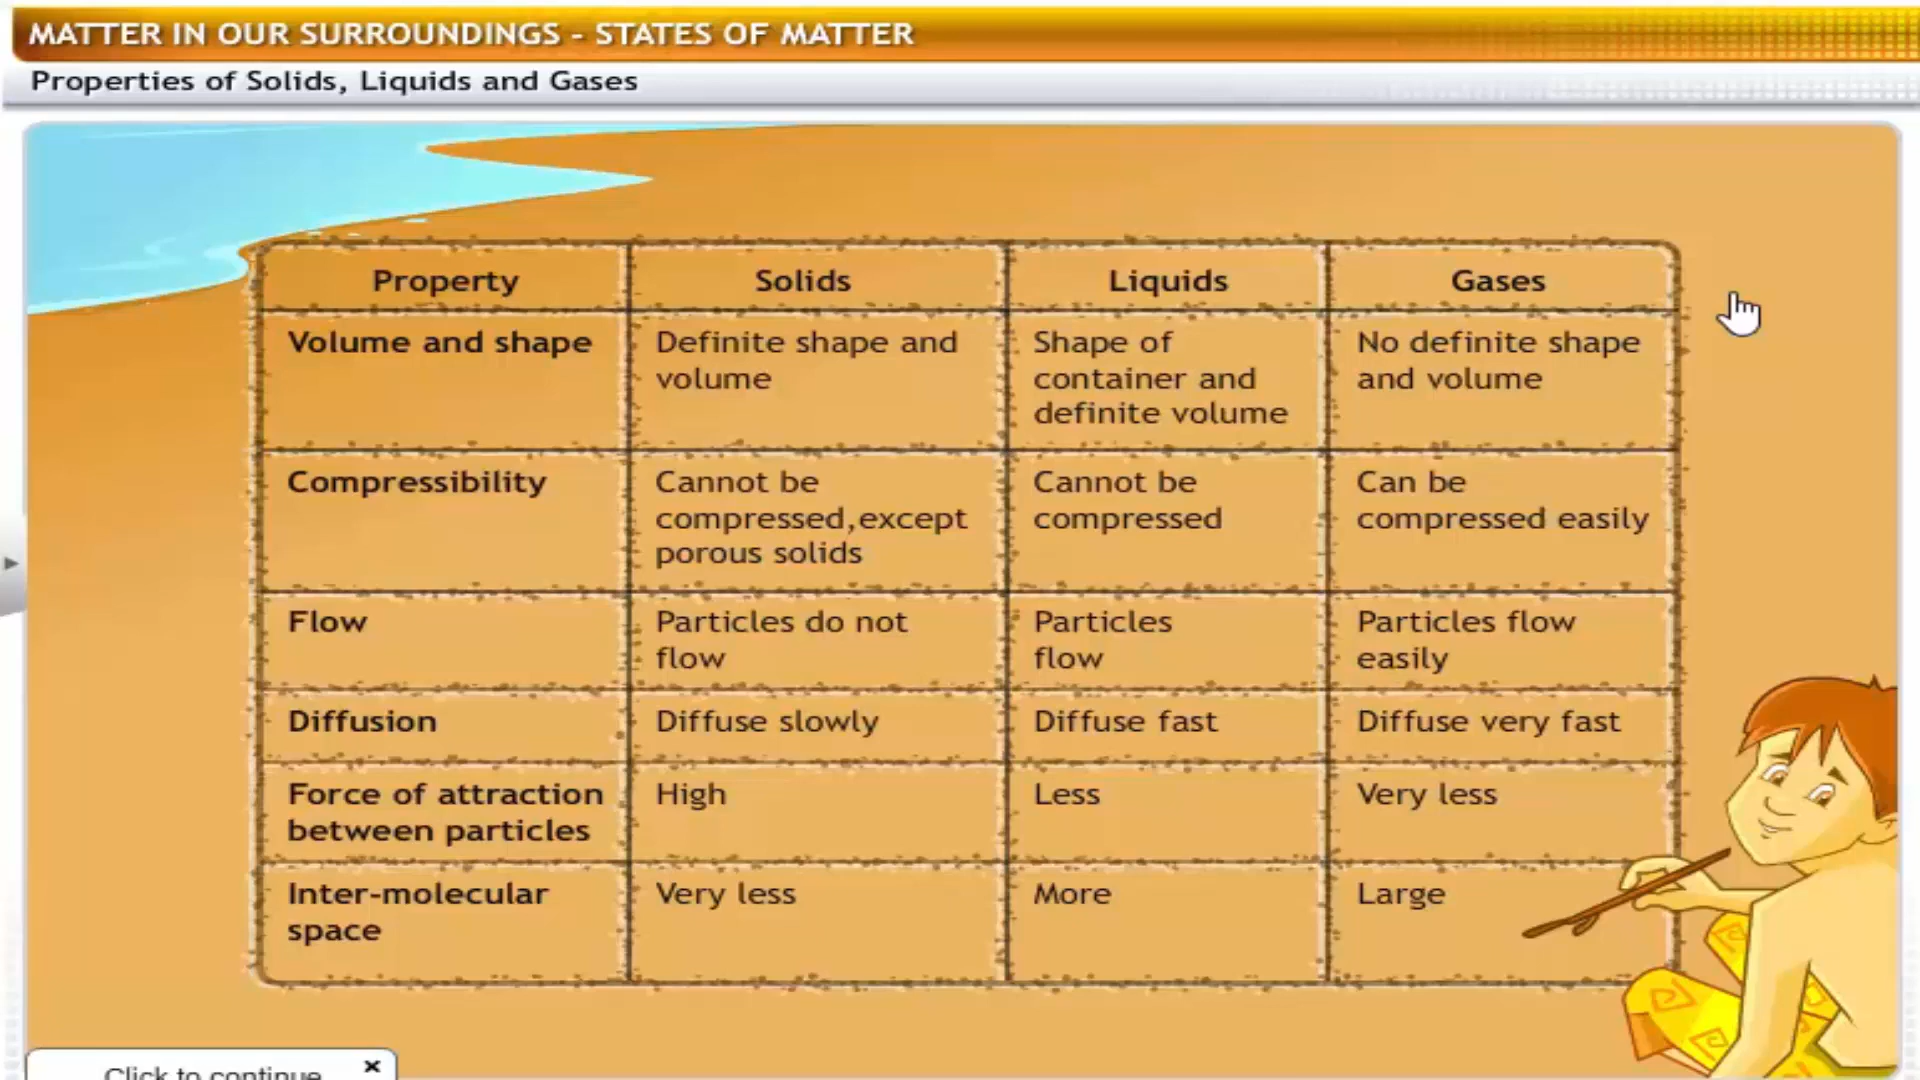 MATTER IN OUR SURROUNDINGS - STATES OF MATTER
Properties of Solids, Liquids and Gases
Property
Solids
Liquids
Gases
Volume and shape
Definite shape and
volume
Shape of
container and
definite volume
No definite shape
and volume
Compressibility
Cannot be
compressed,except
porous solids
Cannot be
compressed
Can be
compressed easily
Flow
Particles do not
flow
Particles
flow
Particles flow
easily
Diffusion
Diffuse slowly
Diffuse fast
Diffuse very fast
Force of attraction
between particles
High
Less
Very less
Inter-molecular
space
Very less
More
Large
Click to continue